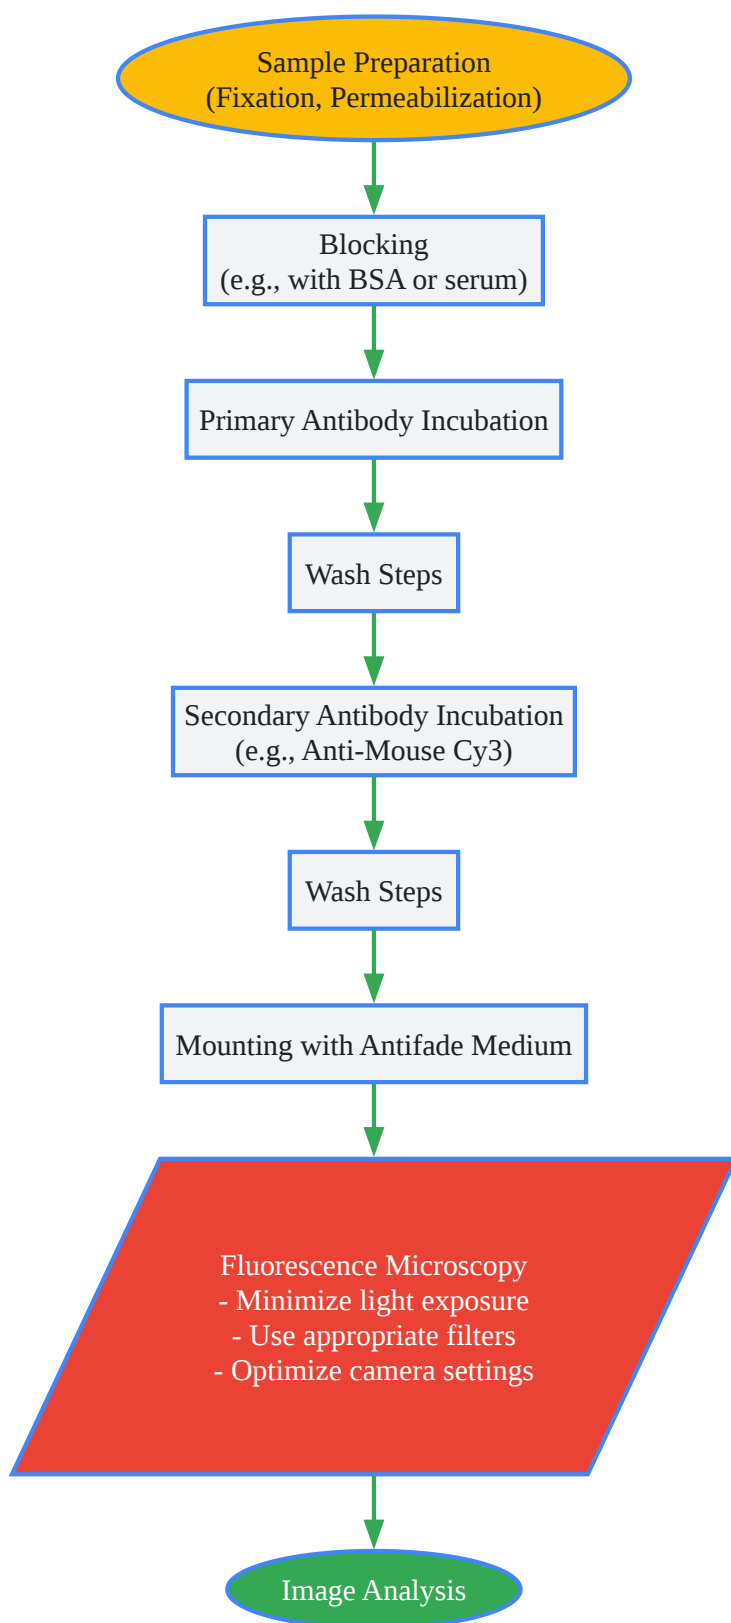 Sample Preparation
(Fixation, Permeabilization)
Blocking
(e.g., with BSA or serum)
Primary Antibody Incubation
Wash Steps
Secondary Antibody Incubation
(e.g., Anti-Mouse Cy3)
Wash Steps
Mounting with Antifade Medium
Fluorescence Microscopy
- Minimize light exposure
- Use appropriate filters
- Optimize camera settings
Image Analysis